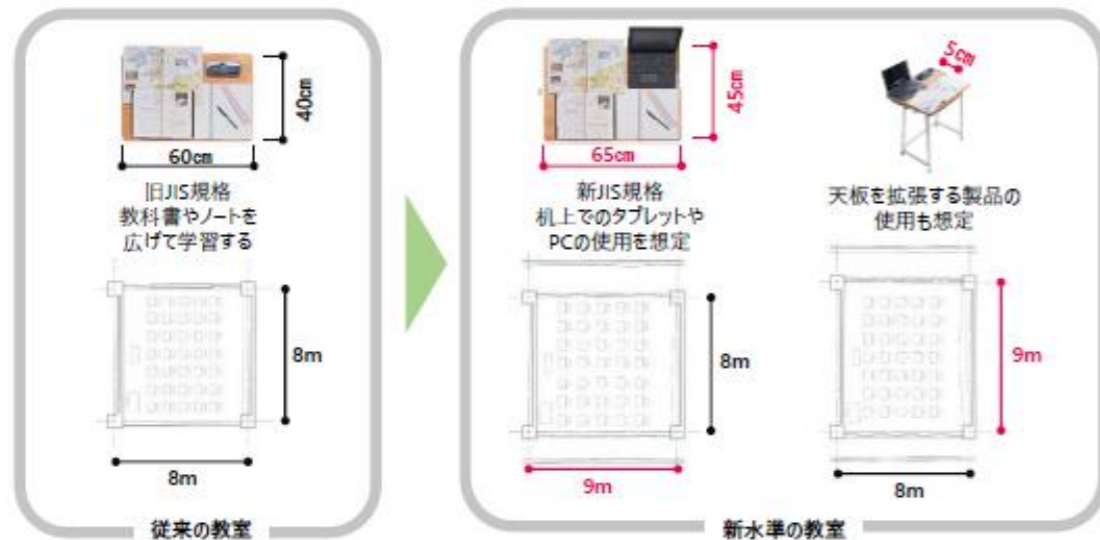 40cm
60cm
旧JIS規格
教科書やノートを
広げて学習する
8m
8m
従来の教室
45cm
65cm
新JIS規格
机上でのタブレットや
PCの使用を想定
8m
9m
5cm
天板を拡張する製品の
使用も想定
9m
8m
新水準の教室